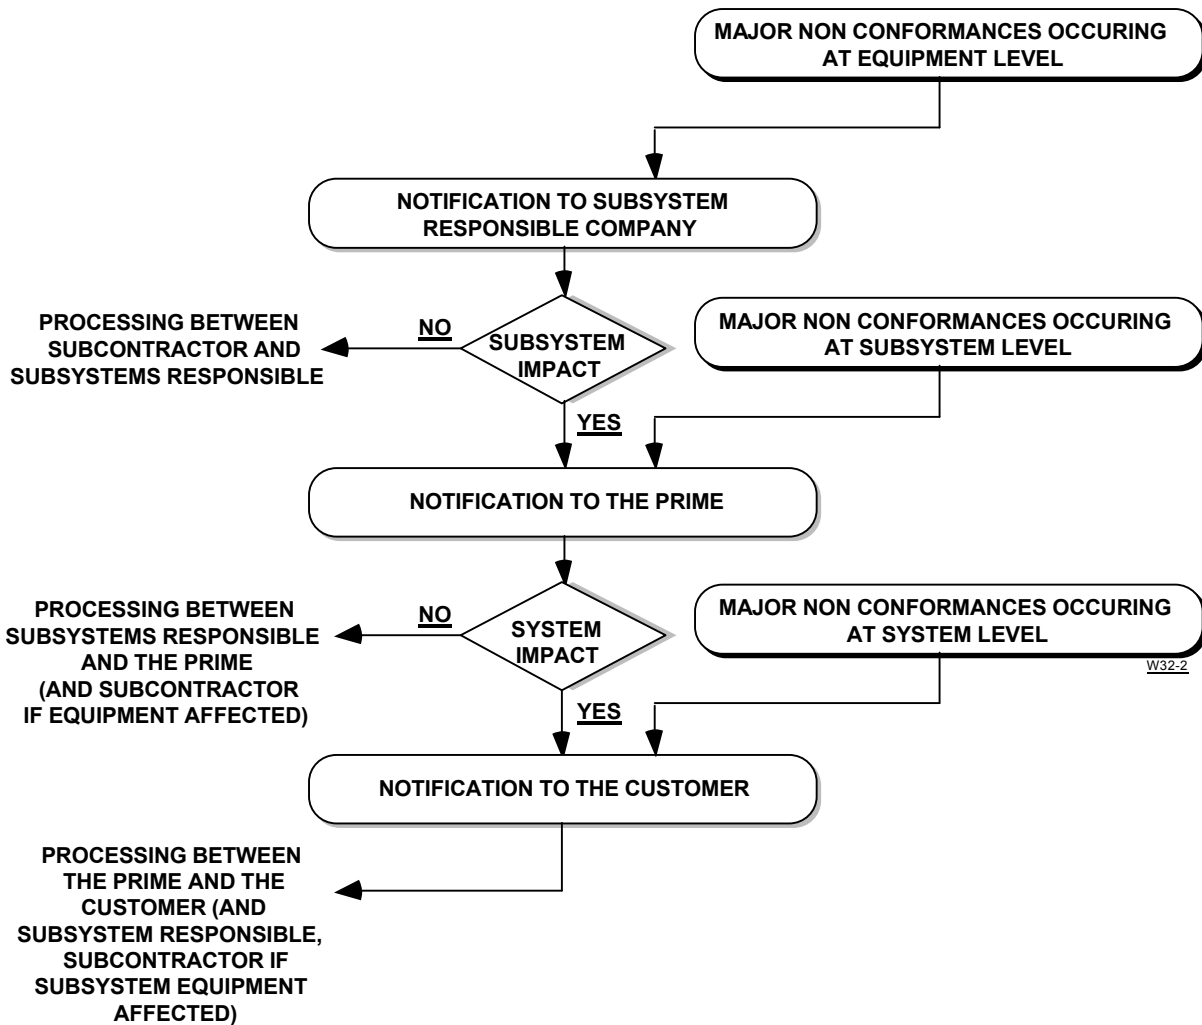 MAJOR NON CONFORMANCES OCCURING
AT EQUIPMENT LEVEL
NOTIFICATION TO SUBSYSTEM
RESPONSIBLE COMPANY
PROCESSING BETWEEN
SUBCONTRACTOR AND
SUBSYSTEMS RESPONSIBLE
NO
SUBSYSTEM
IMPACT
MAJOR NON CONFORMANCES OCCURING
AT SUBSYSTEM LEVEL
YES
NOTIFICATION TO THE PRIME
PROCESSING BETWEEN
SUBSYSTEMS RESPONSIBLE
AND THE PRIME
(AND SUBCONTRACTOR
IF EQUIPMENT AFFECTED)
NO
SYSTEM
IMPACT
MAJOR NON CONFORMANCES OCCURING
AT SYSTEM LEVEL
W32-2
YES
NOTIFICATION TO THE CUSTOMER
PROCESSING BETWEEN
THE PRIME AND THE
CUSTOMER (AND
SUBSYSTEM RESPONSIBLE,
SUBCONTRACTOR IF
SUBSYSTEM EQUIPMENT
AFFECTED)